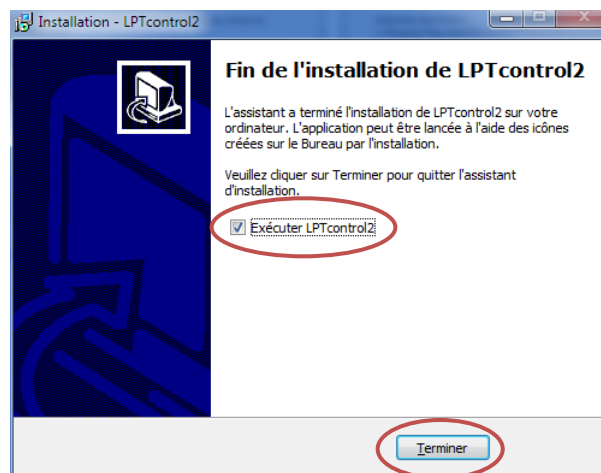 Installation - LPTcontrol2
Fin de l'installation de LPTcontrol2
L'assistant a terminé l'installation de LPTcontrol2 sur votre
ordinateur. L'application peut être lancée à l'aide des icônes
créées sur le Bureau par l'installation.
Veuillez cliquer sur Terminer pour quitter l'assistant
d'installation.
Exécuter LPTcontrol2
Terminer